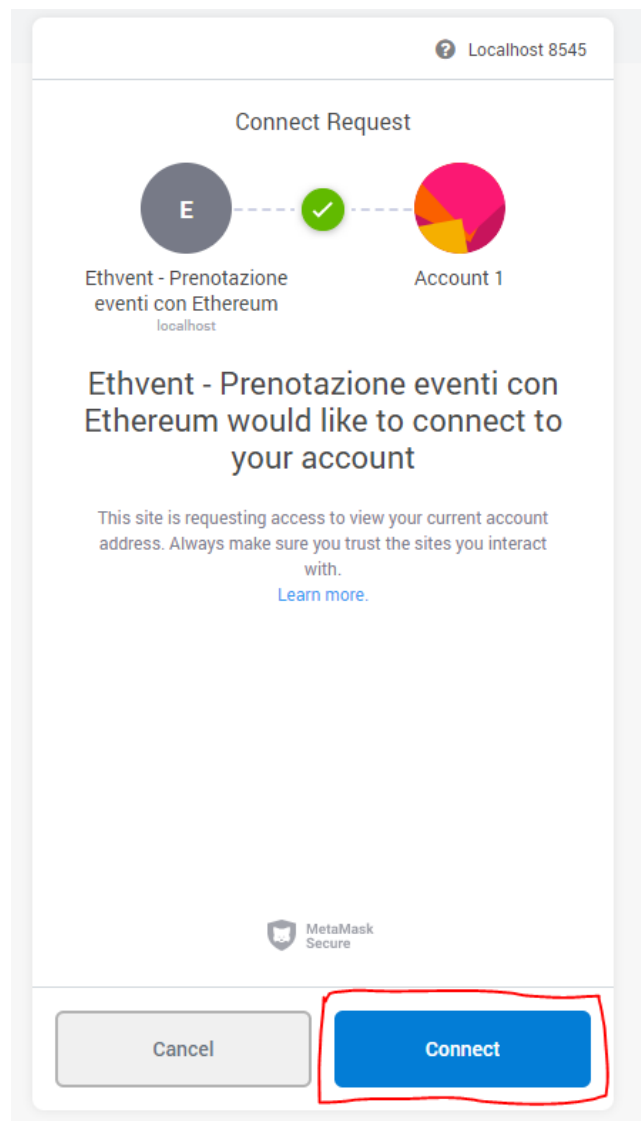 Localhost 8545
Connect Request
E
Ethvent - Prenotazione
eventi con Ethereum
localhost
Account 1
Ethvent - Prenotazione eventi con
Ethereum would like to connect to
your account
This site is requesting access to view your current account
address. Always make sure you trust the sites you interact
with.
Learn more.
MetaMask
Secure
Cancel
Connect